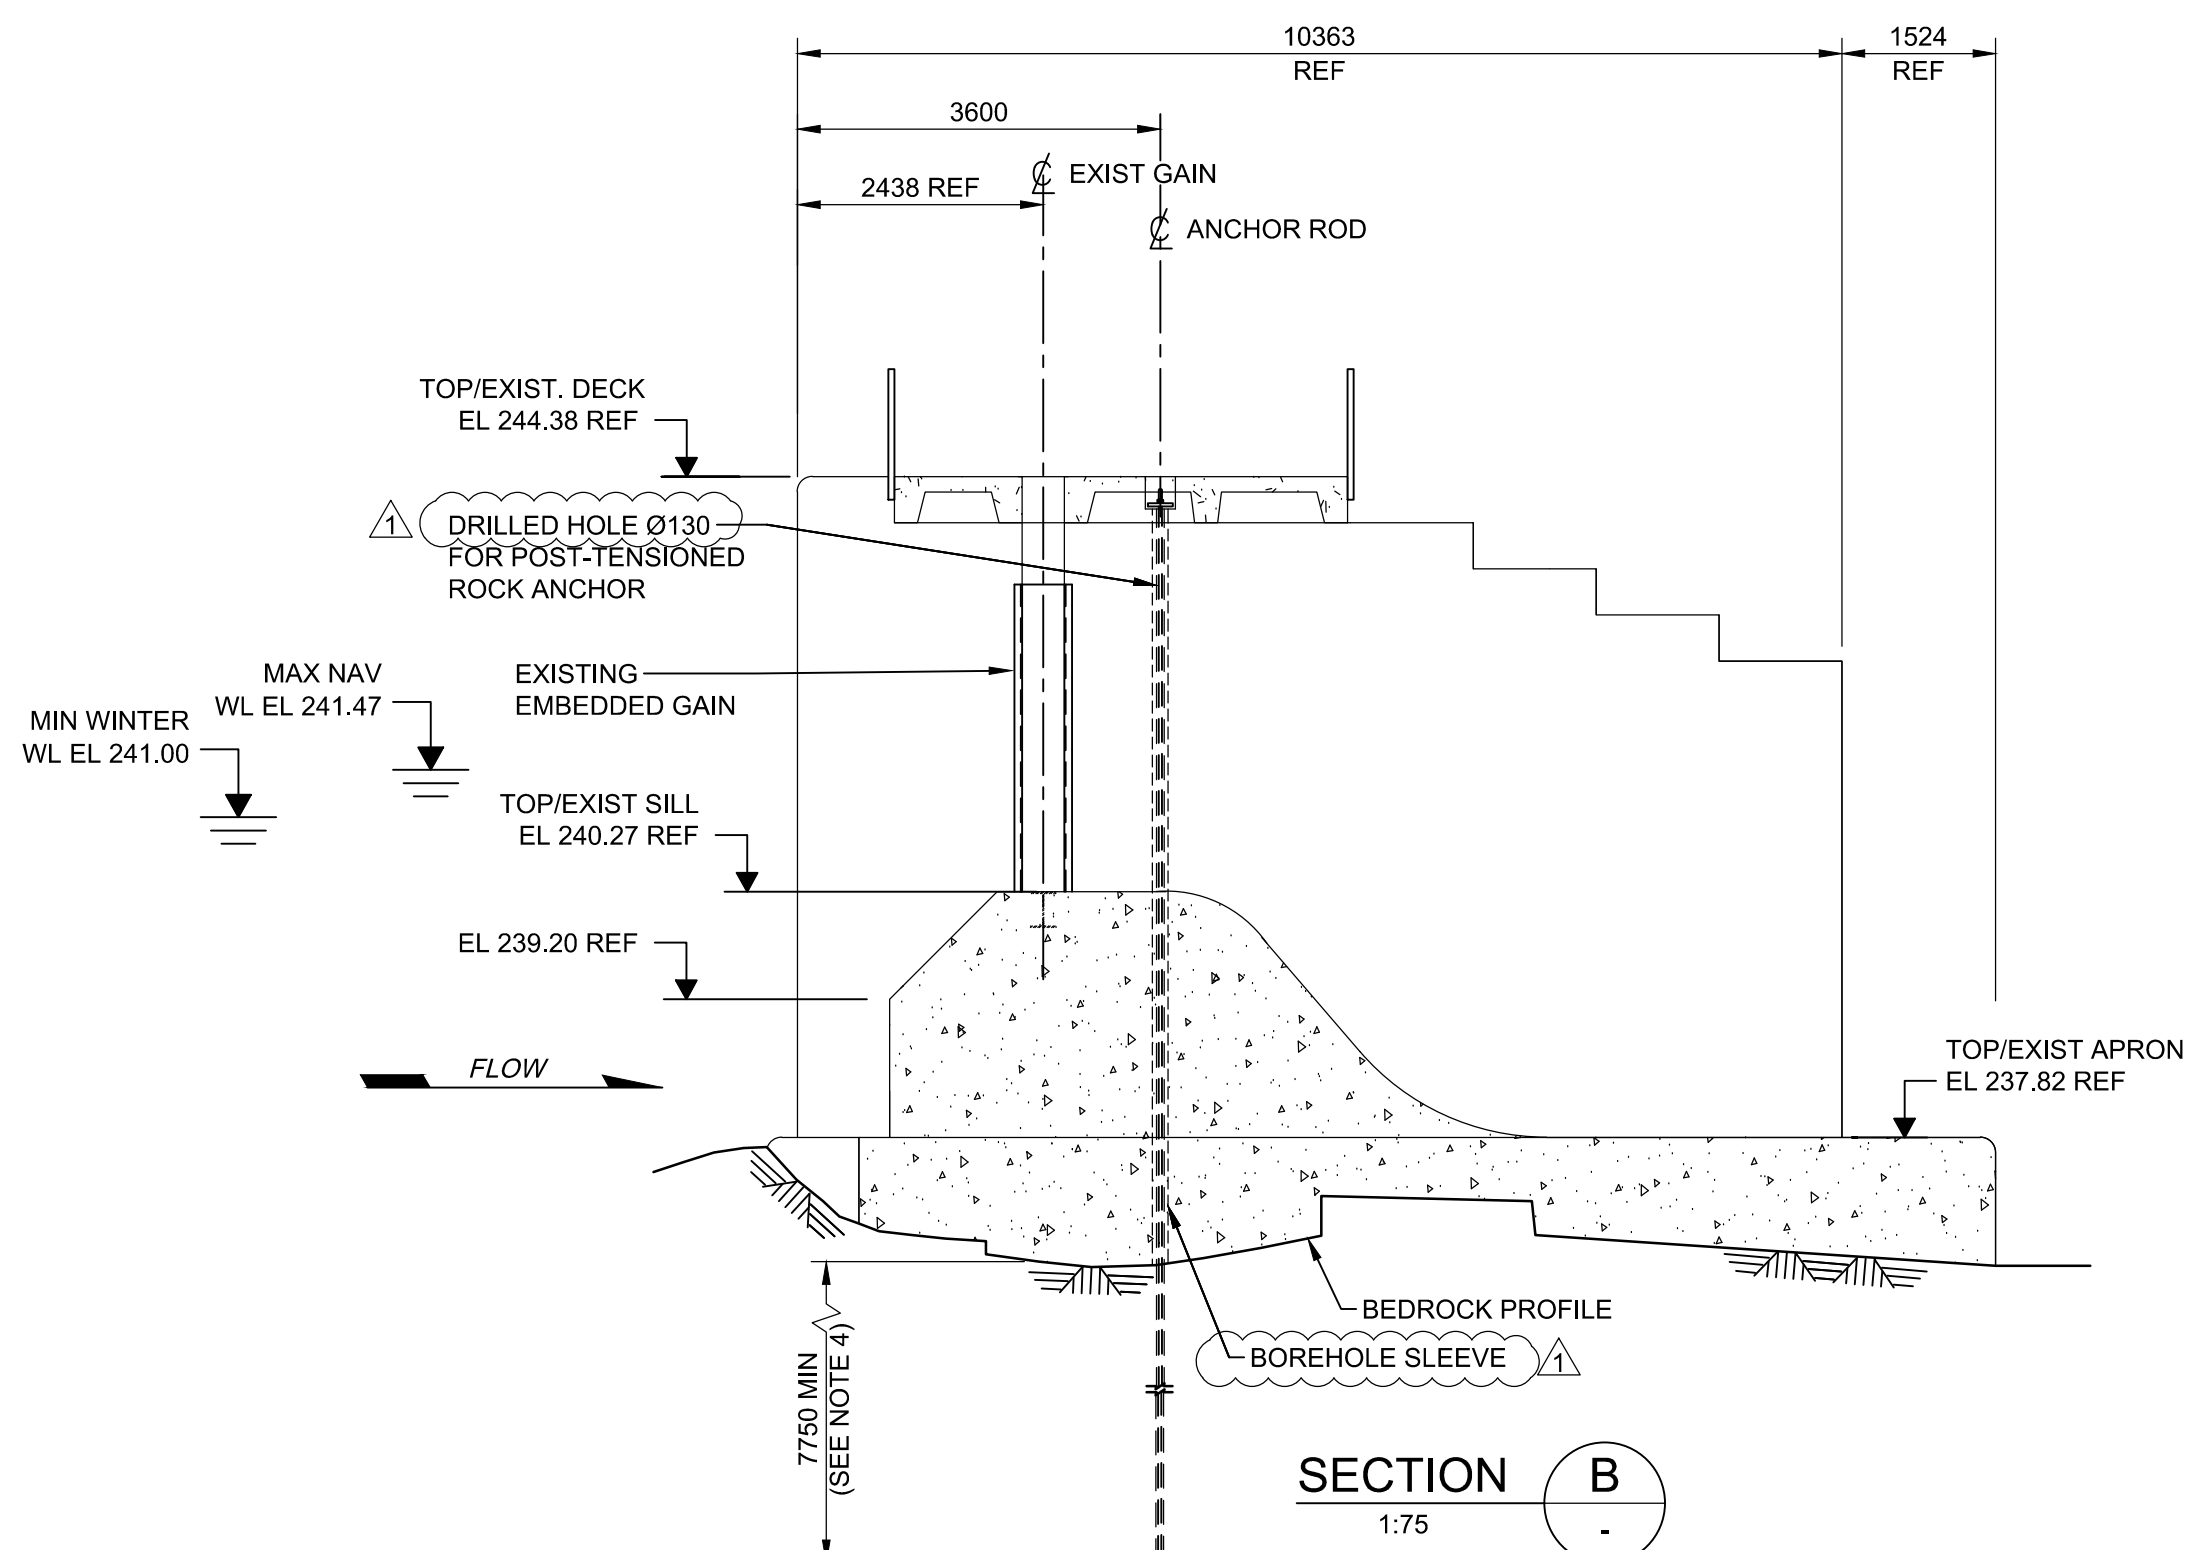 10363
REF
1524
REF
3600
℄ EXIST GAIN
2438 REF
℄ ANCHOR ROD
TOP/EXIST. DECK
EL 244.38 REF
1
DRILLED HOLE Ø130
FOR POST-TENSIONED
ROCK ANCHOR
MAX NAV
WL EL 241.47
EXISTING
EMBEDDED GAIN
MIN WINTER
WL EL 241.00
TOP/EXIST SILL
EL 240.27 REF
EL 239.20 REF
FLOW
TOP/EXIST APRON
EL 237.82 REF
BEDROCK PROFILE
BOREHOLE SLEEVE
1
7750 MIN
(SEE NOTE 4)
SECTION
B
1:75
-